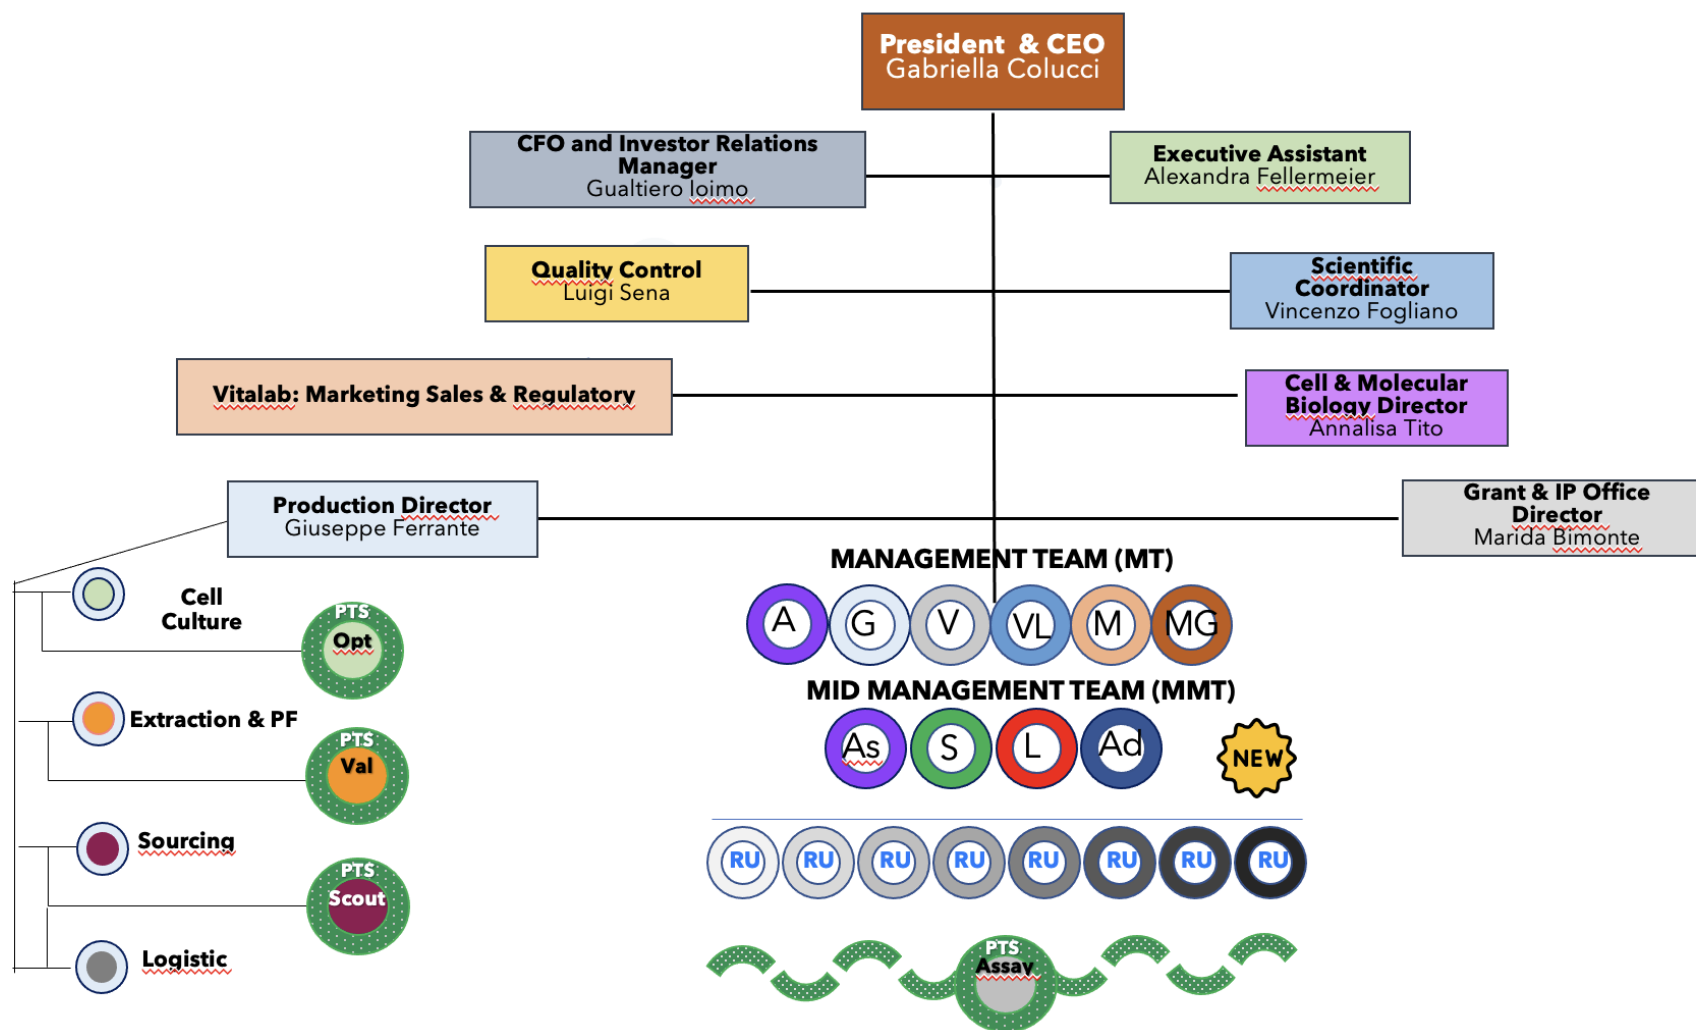 President & CEO
Gabriella Colucci
CFO and Investor Relations
Manager
Gualtiero Ioimo
Executive Assistant
Alexandra Fellermeier
Quality Control
Luigi Sena
Scientific
Coordinator
Vincenzo Fogliano
Vitalab: Marketing Sales & Regulatory
Cell & Molecular
Biology Director
Annalisa Tito
Production Director
Giuseppe Ferrante
Grant & IP Office
Director
Marida Bimonte
MANAGEMENT TEAM (MT)
A G V VL M MG
MID MANAGEMENT TEAM (MMT)
As S L Ad
NEW
RU RU RU RU RU RU RU RU
PTS
Assay
Cell
Culture
PTS
Opt
Extraction & PF
PTS
Val
Sourcing
PTS
Scout
Logistic